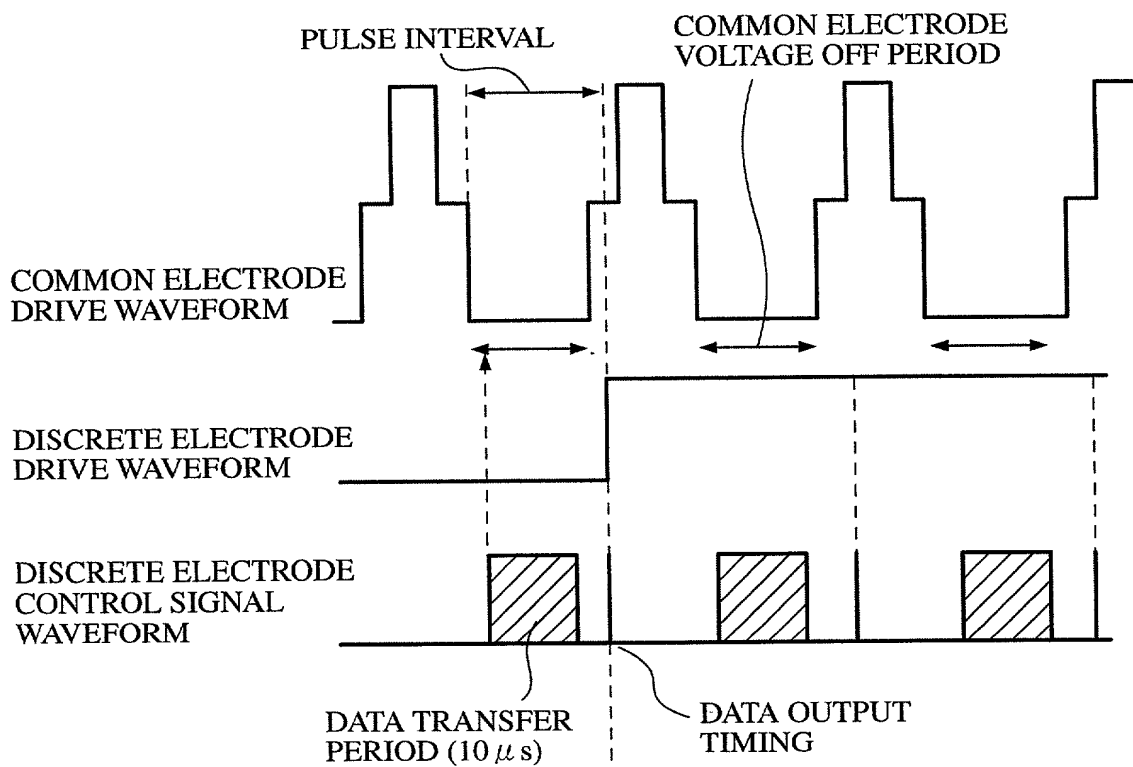 PULSE INTERVAL
COMMON ELECTRODE
VOLTAGE OFF PERIOD
COMMON ELECTRODE
DRIVE WAVEFORM
DISCRETE ELECTRODE
DRIVE WAVEFORM
DISCRETE ELECTRODE
CONTROL SIGNAL
WAVEFORM
DATA TRANSFER
PERIOD (10 μs)
DATA OUTPUT
TIMING